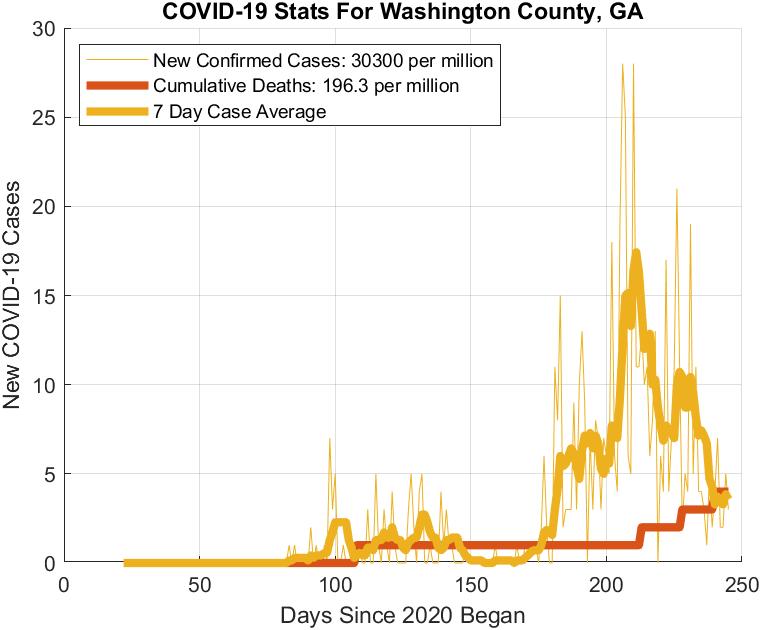 COVID-19 Stats For Washington County, GA
New Confirmed Cases: 30300 per million
Cumulative Deaths: 196.3 per million
7 Day Case Average
New COVID-19 Cases
30
25
20
15
10
5
0
0 50 100 150 200 250
Days Since 2020 Began